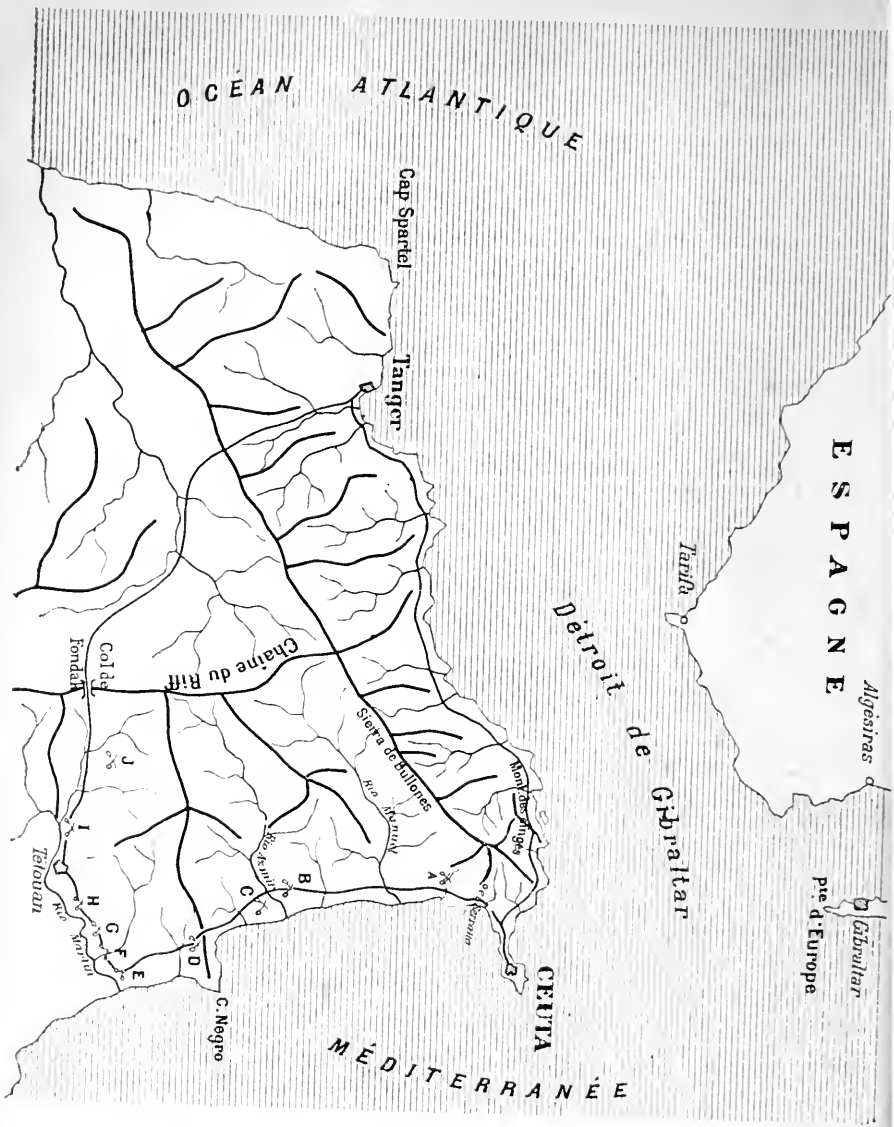 OCÉAN ATLANTIQUE
ESPAGNE
Cap Spartel
Tanger
Tarifa
Algésiras
Détroit de Gibraltar
Gibraltar
Pte d'Europe
Chaîne du Riff
Sierra de Bullones
Mont des Singes
Col de
Fondak
Rio
Rio Azmir
CEUTA
A
B
C
D
E
F
G
H
I
J
Tétouan
Rio Martin
C. Negro
MÉDITERRANÉE